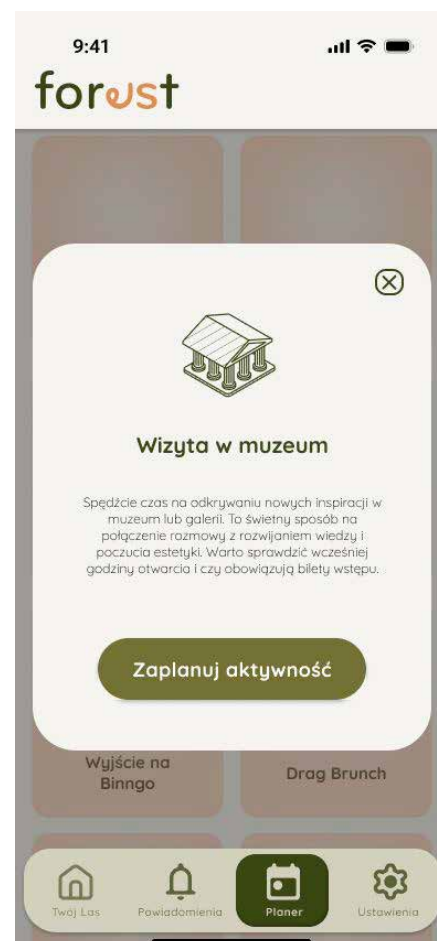 9:41
forest
Wizyta w muzeum
Spędźcie czas na odkrywaniu nowych inspiracji w
muzeum lub galerii. To świetny sposób na
połączenie rozmowy z rozwijaniem wiedzy i
poczucia estetyki. Warto sprawdzić wcześniej
godziny otwarcia i czy obowiązują bilety wstępu.
Zaplanuj aktywność
Wyjście na
Binngo
Drag Brunch
Twój Las
Powiadomienia
Planer
Ustawienia